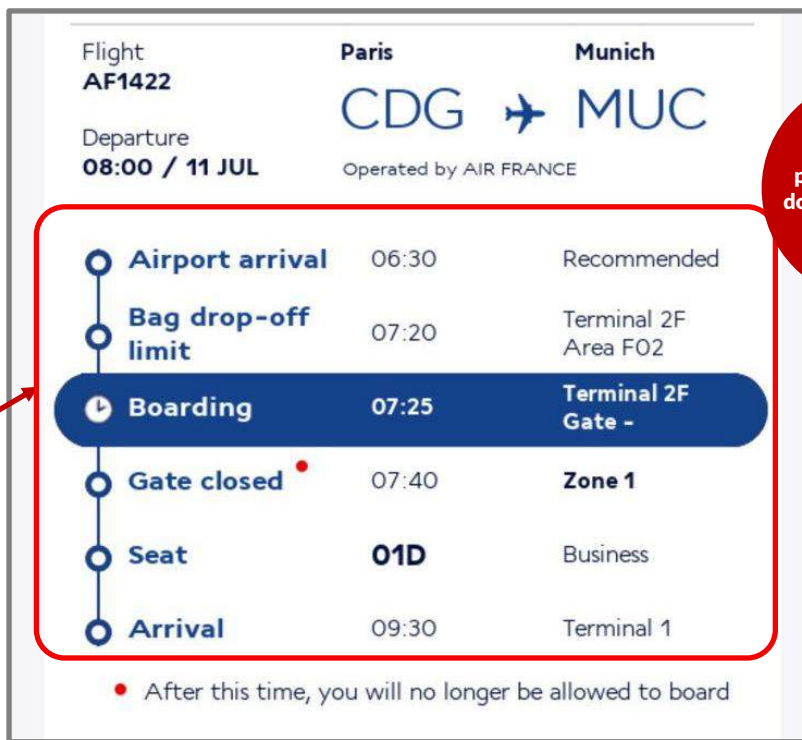 Flight
AF1422
Paris
Munich
CDG MUC
Departure
08:00 / 11 JUL
Operated by AIR FRANCE
Airport arrival 06:30 Recommended
Bag drop-off limit 07:20 Terminal 2F Area F02
Boarding 07:25 Terminal 2F Gate -
Gate closed 07:40 Zone 1
Seat 01D Business
Arrival 09:30 Terminal 1
After this time, you will no longer be allowed to board